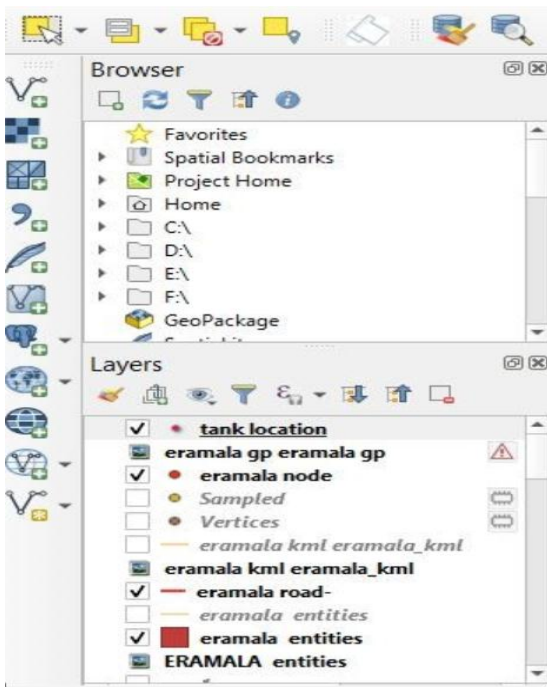 Browser
Favorites
Spatial Bookmarks
Project Home
Home
C:\
D:\
E:\
F:\
GeoPackage
Layers
tank location
eramala gp eramala gp
eramala node
Sampled
Vertices
eramala kml eramala_kml
eramala kml eramala_kml
eramala road-
eramala entities
eramala entities
ERAMALA entities